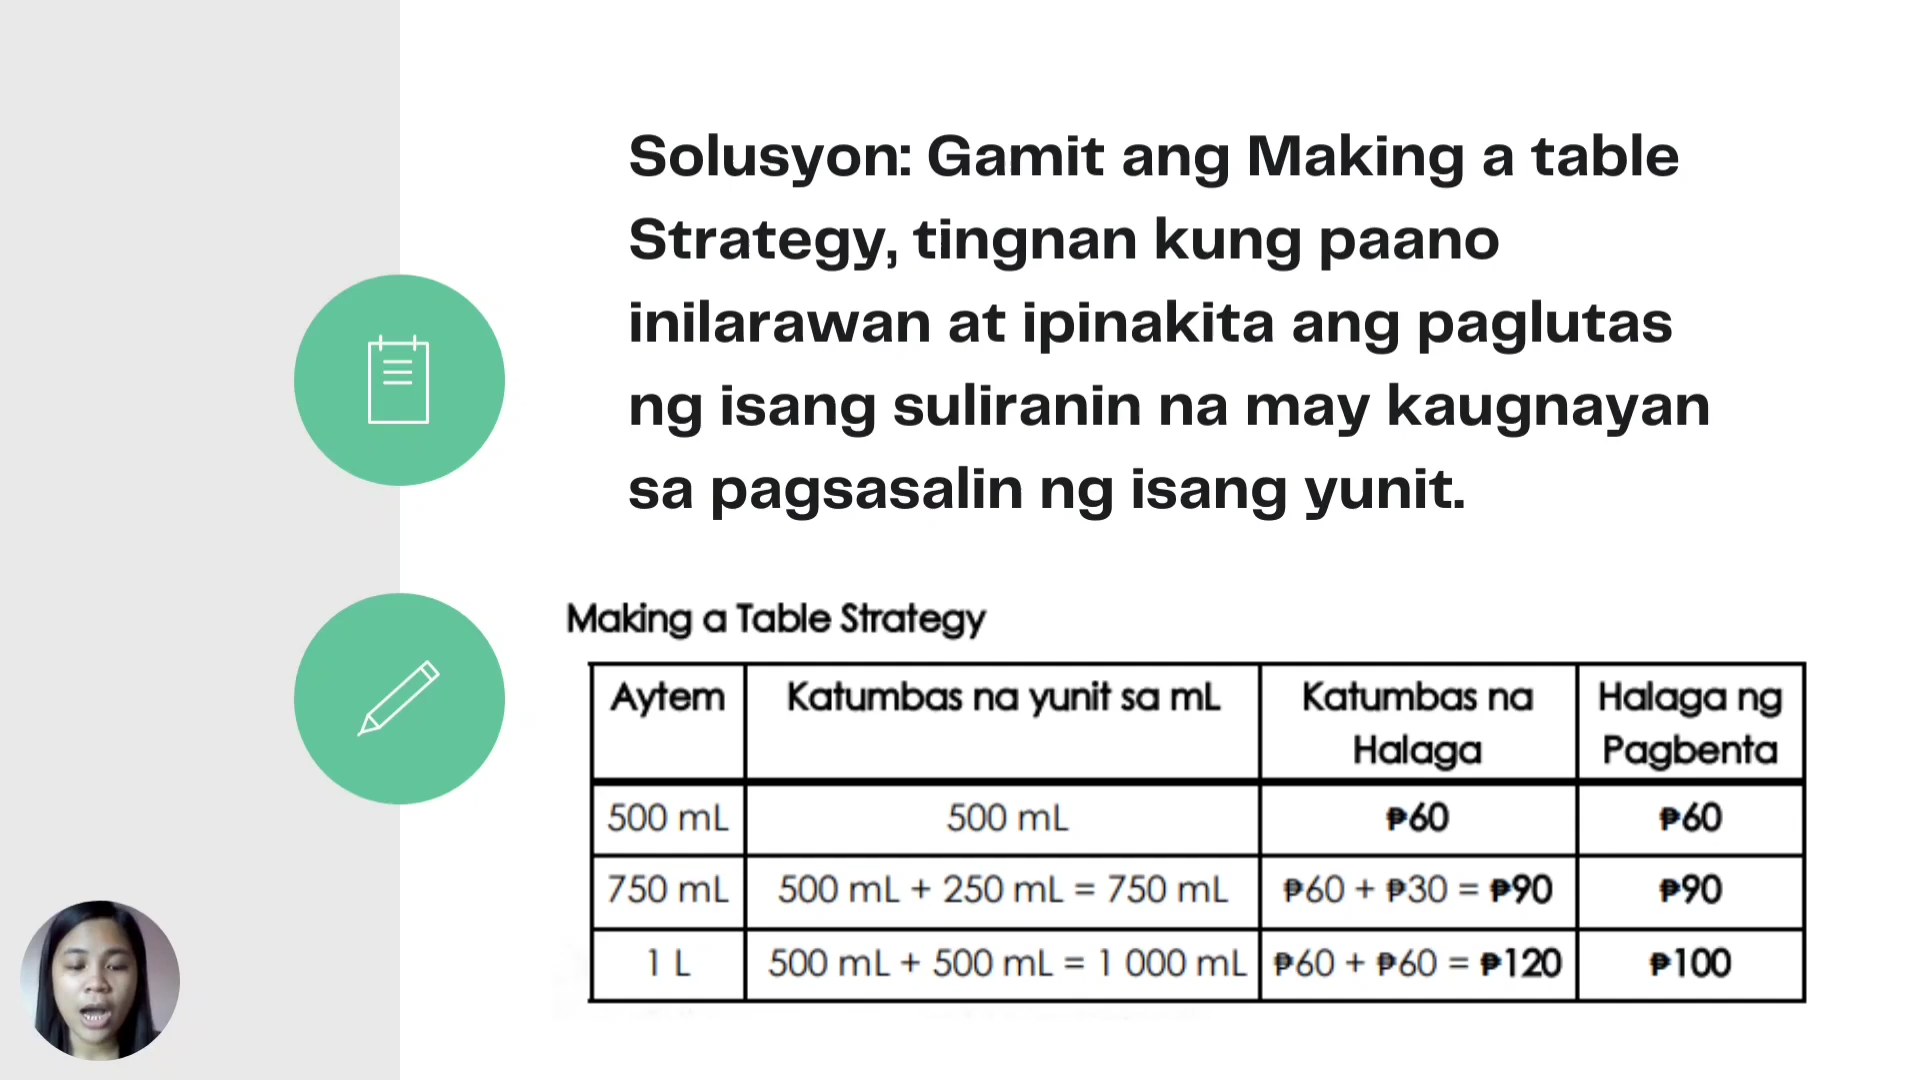 Solusyon: Gamit ang Making a table
Strategy, tingnan kung paano
inilarawan at ipinakita ang paglutas
ng isang suliranin na may kaugnayan
sa pagsasalin ng isang yunit.
Making a Table Strategy
Aytem Katumbas na yunit sa mL Katumbas na Halaga Halaga ng Pagbenta
500 mL 500 mL ₱60 ₱60
750 mL 500 mL + 250 mL = 750 mL ₱60 + ₱30 = ₱90 ₱90
1 L 500 mL + 500 mL = 1 000 mL ₱60 + ₱60 = ₱120 ₱100